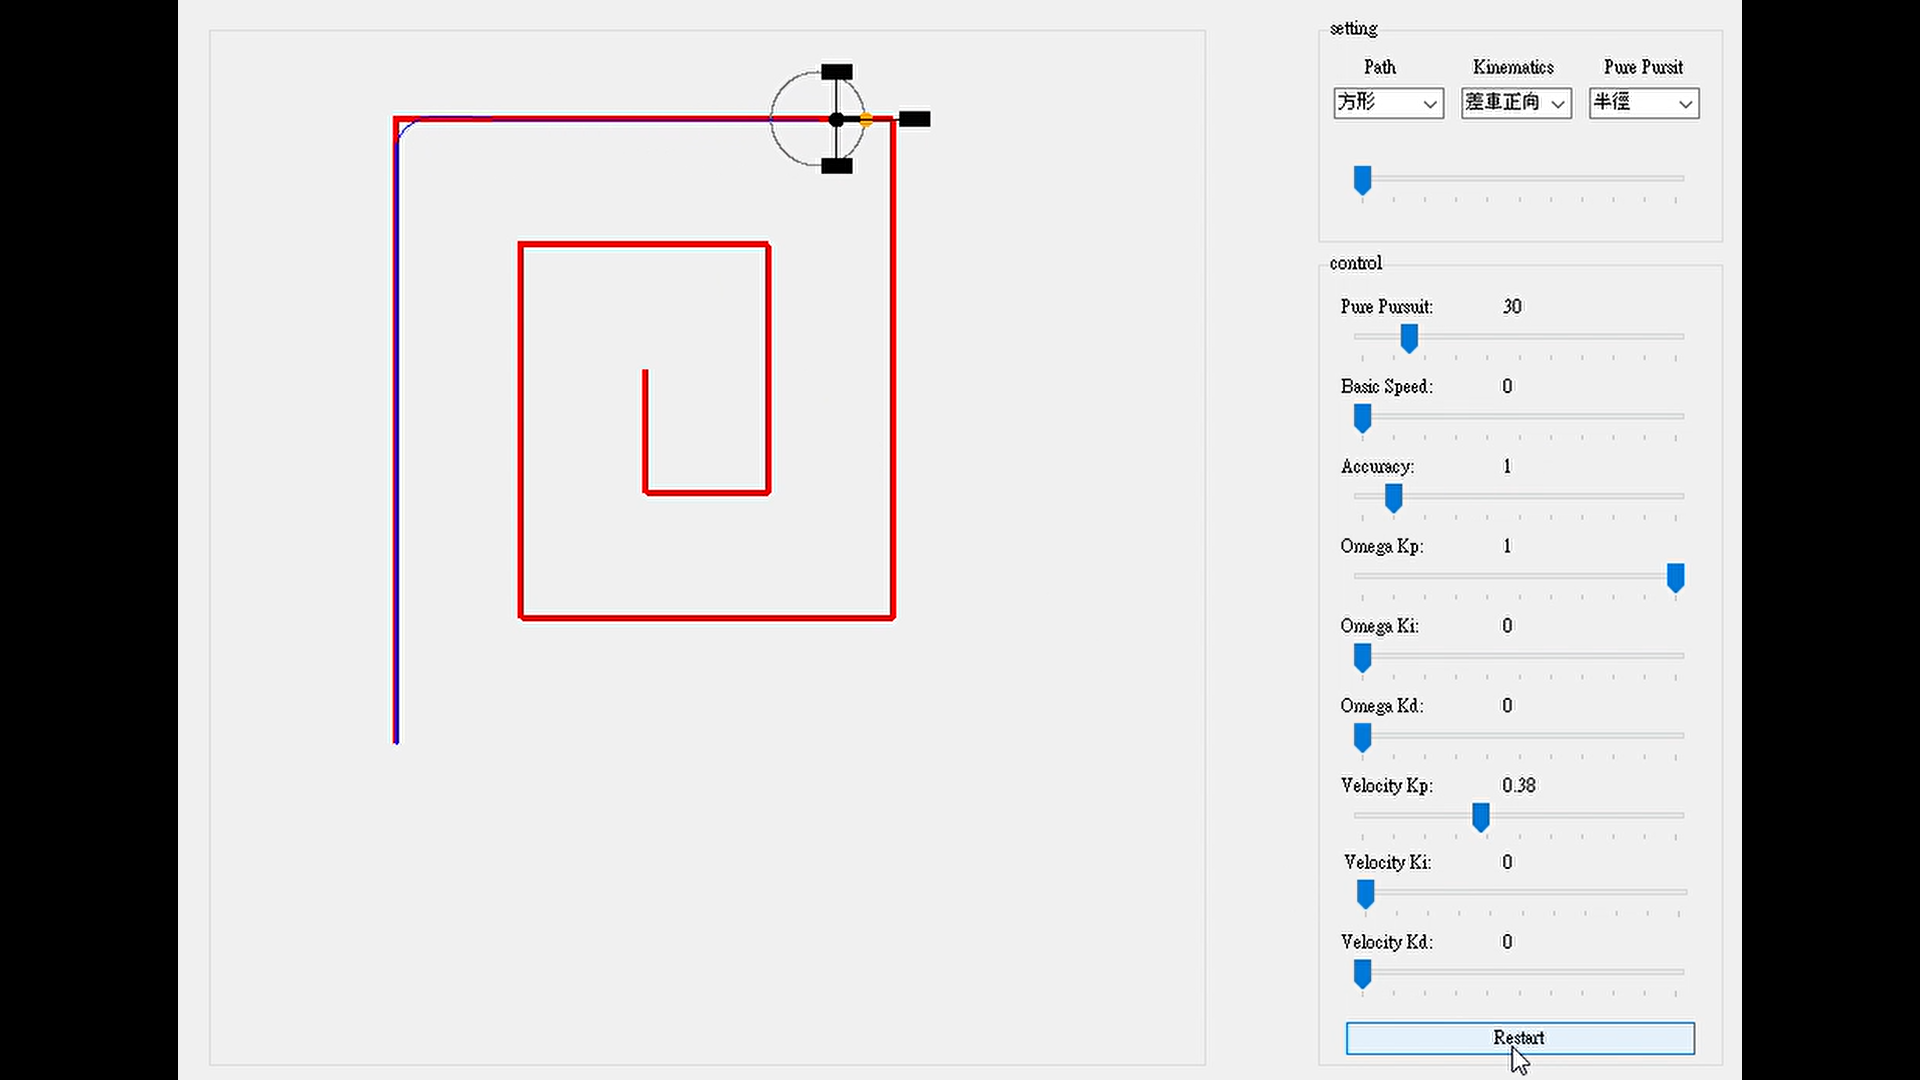 setting
Path Kinematics Pure Pursit
方形 差車正向 半徑
control
Pure Pursuit: 30
Basic Speed: 0
Accuracy: 1
Omega Kp: 1
Omega Ki: 0
Omega Kd: 0
Velocity Kp: 0.38
Velocity Ki: 0
Velocity Kd: 0
Restart